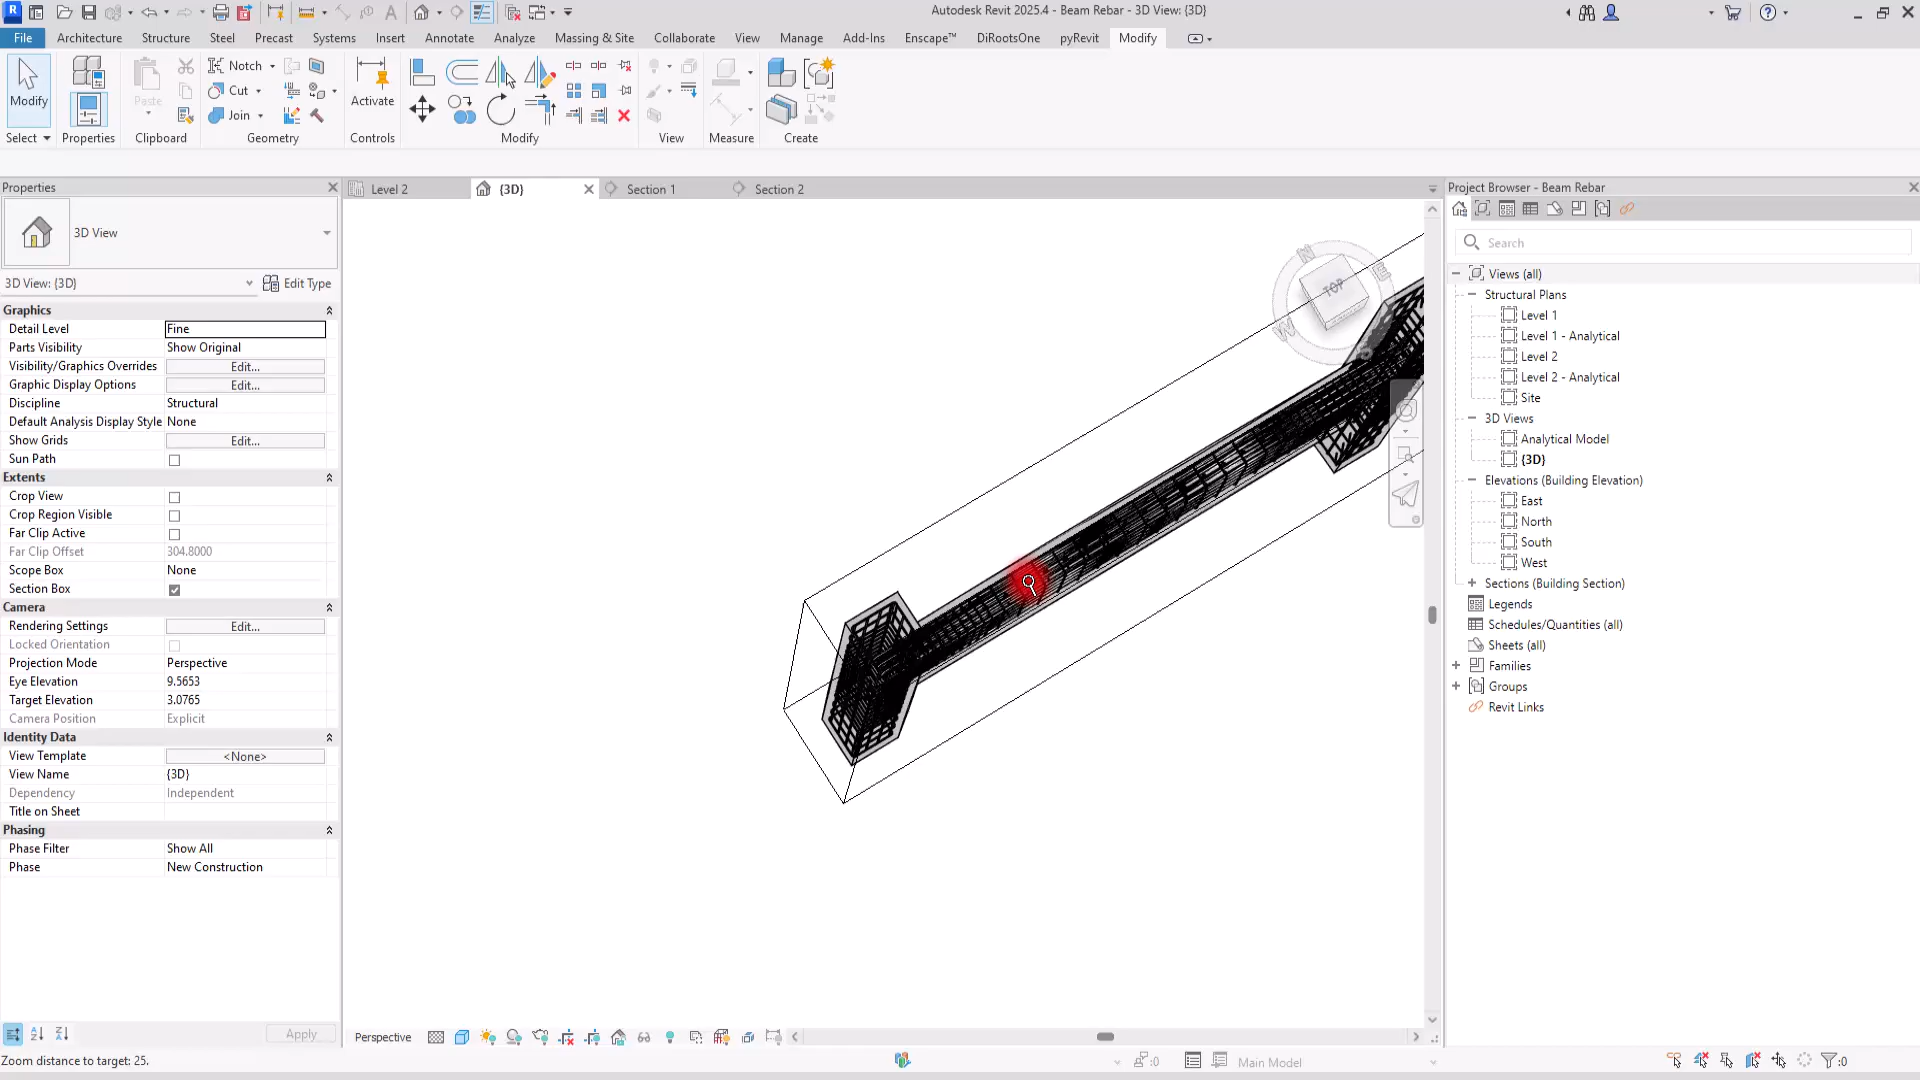 Autodesk Revit 2025.4 - Beam Rebar - 3D View: {3D}
File Architecture Structure Steel Precast Systems Insert Annotate Analyze Massing & Site Collaborate View Manage Add-Ins Enscape™ DiRootsOne pyRevit Modify
Modify
Paste
Notch
Cut
Join
Activate
Select Properties Clipboard Geometry Controls Modify View Measure Create
Properties
Level 2 {3D} Section 1 Section 2
Project Browser - Beam Rebar
3D View
Search
3D View: {3D} Edit Type
Graphics
Detail Level Fine
Parts Visibility Show Original
Visibility/Graphics Overrides Edit...
Graphic Display Options Edit...
Discipline Structural
Default Analysis Display Style None
Show Grids Edit...
Sun Path
Extents
Crop View
Crop Region Visible
Far Clip Active
Far Clip Offset 304.8000
Scope Box None
Section Box
Camera
Rendering Settings Edit...
Locked Orientation
Projection Mode Perspective
Eye Elevation 9.5653
Target Elevation 3.0765
Camera Position Explicit
Identity Data
View Template <None>
View Name {3D}
Dependency Independent
Title on Sheet
Phasing
Phase Filter Show All
Phase New Construction
Apply
N
E
W
S
TOP
Views (all)
Structural Plans
Level 1
Level 1 - Analytical
Level 2
Level 2 - Analytical
Site
3D Views
Analytical Model
{3D}
Elevations (Building Elevation)
East
North
South
West
Sections (Building Section)
Legends
Schedules/Quantities (all)
Sheets (all)
Families
Groups
Revit Links
Perspective
Zoom distance to target: 25.
:0
Main Model
:0